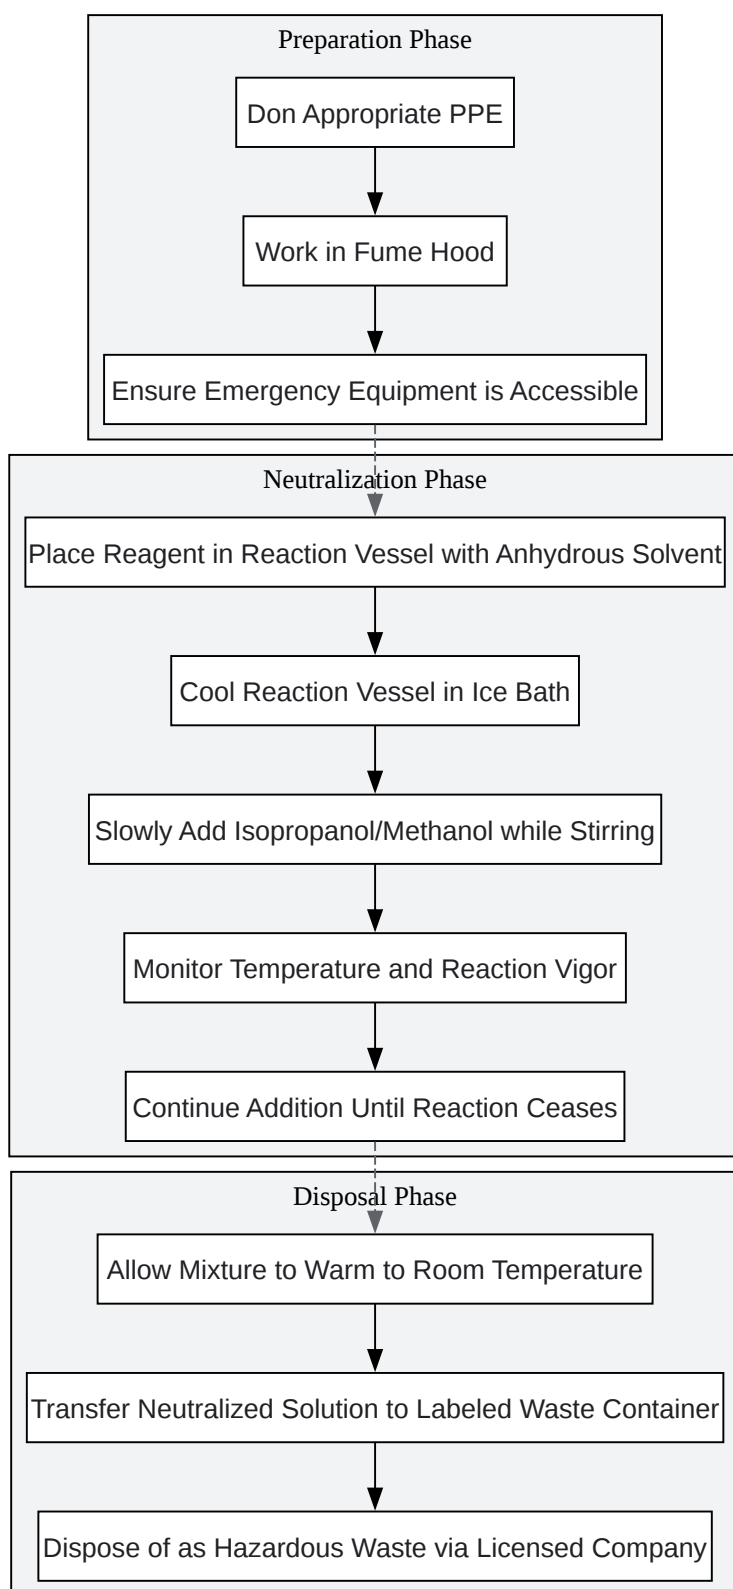 Preparation Phase
Don Appropriate PPE
Work in Fume Hood
Ensure Emergency Equipment is Accessible
Neutralization Phase
Place Reagent in Reaction Vessel with Anhydrous Solvent
Cool Reaction Vessel in Ice Bath
Slowly Add Isopropanol/Methanol while Stirring
Monitor Temperature and Reaction Vigor
Continue Addition Until Reaction Ceases
Disposal Phase
Allow Mixture to Warm to Room Temperature
Transfer Neutralized Solution to Labeled Waste Container
Dispose of as Hazardous Waste via Licensed Company